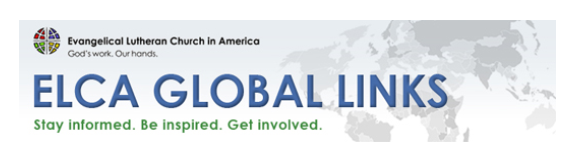 Evangelical Lutheran Church in America
God's work. Our hands.
ELCA GLOBAL LINKS
Stay informed. Be inspired. Get involved.